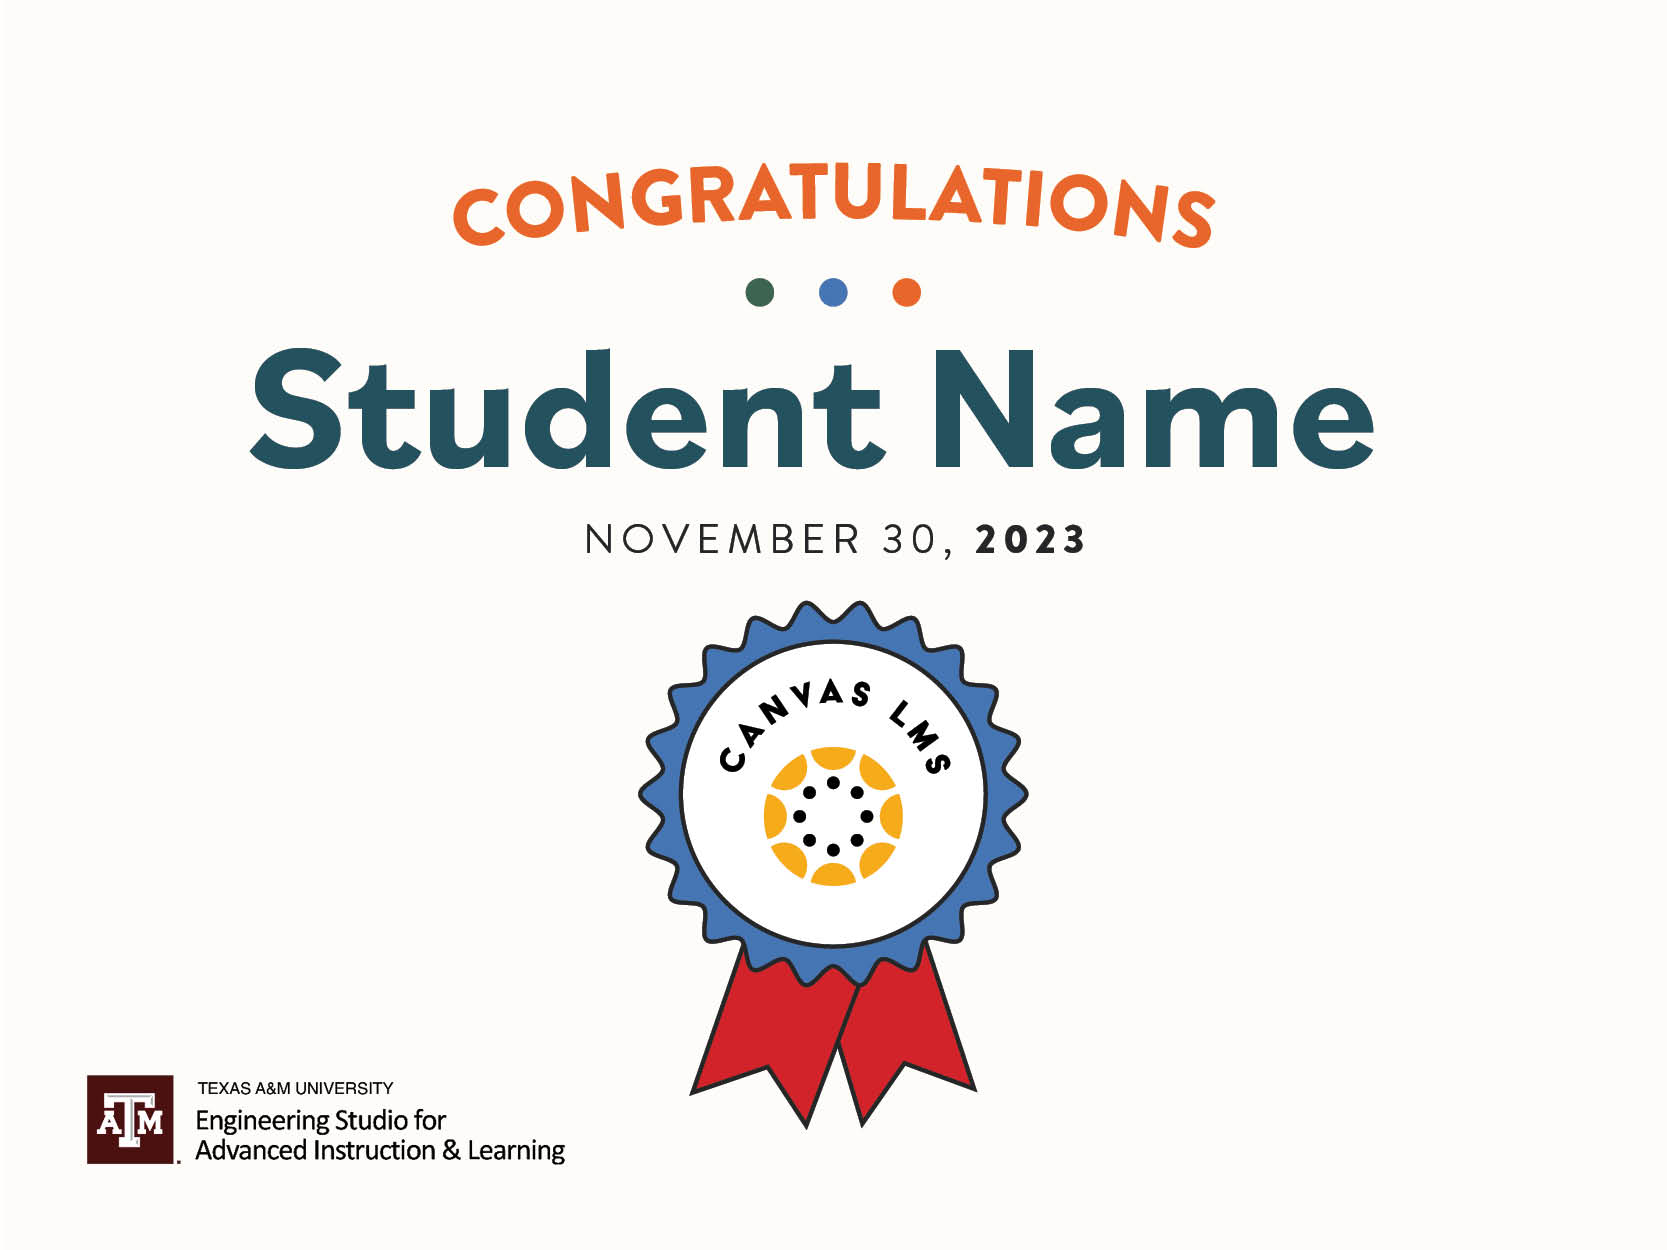 CONGRATULATIONS
Student Name
NOVEMBER 30, 2023
CANVAS LMS
ATM
TEXAS A&M UNIVERSITY
Engineering Studio for
Advanced Instruction & Learning